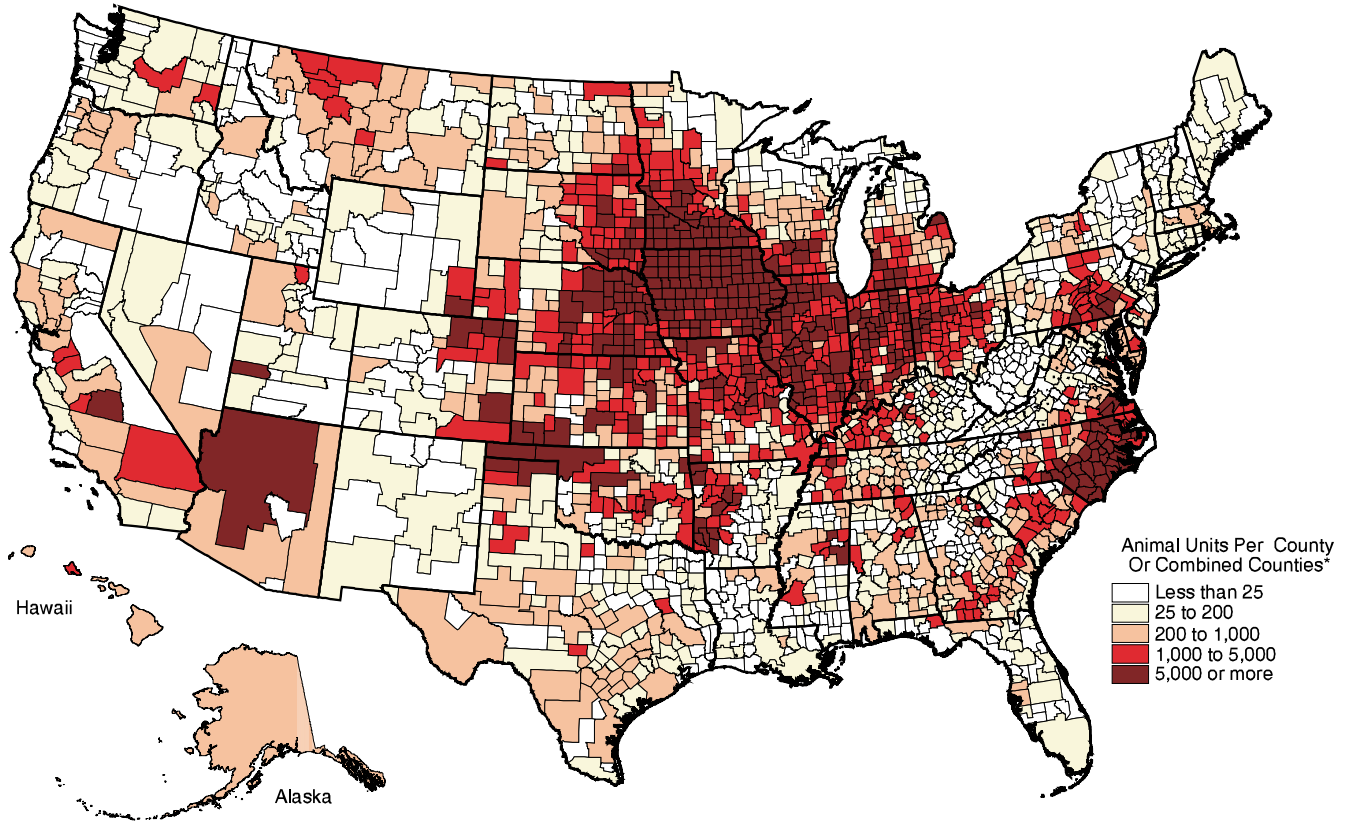 Animal Units Per County
Or Combined Counties*
Less than 25
25 to 200
200 to 1,000
1,000 to 5,000
5,000 or more
Hawaii
Alaska